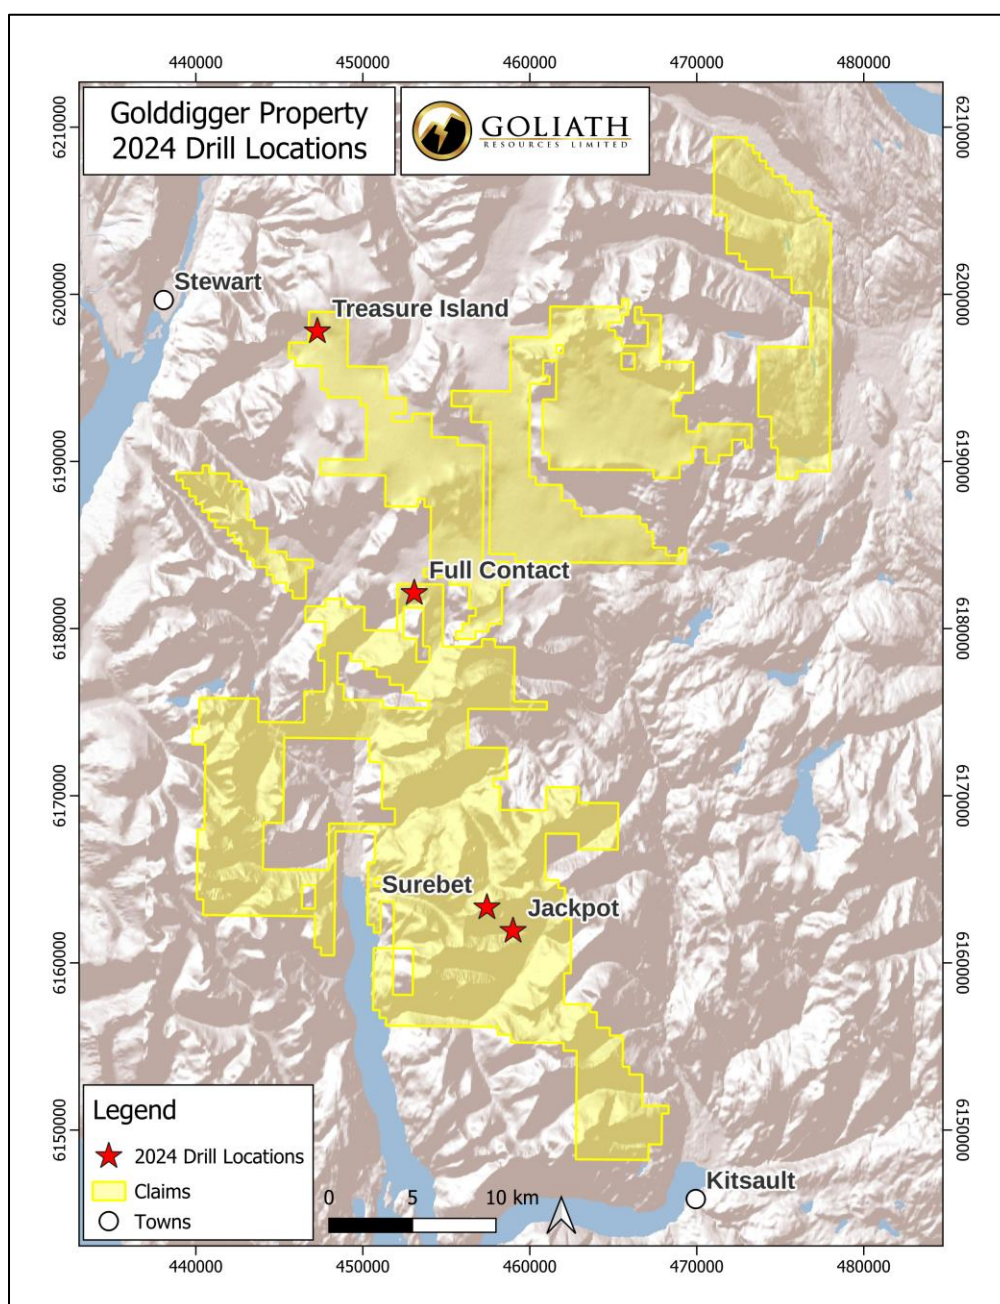 440000 450000 460000 470000 480000
Golddigger Property
2024 Drill Locations
GOLIATH
RESOURCES LIMITED
6210000 6210000
Stewart
6200000 6200000
Treasure Island
6190000 6190000
Full Contact
6180000 6180000
6170000 6170000
Surebet
Jackpot
6160000 6160000
6150000 6150000
Legend
2024 Drill Locations
Claims
Towns
0 5 10 km
Kitsault
440000 450000 460000 470000 480000